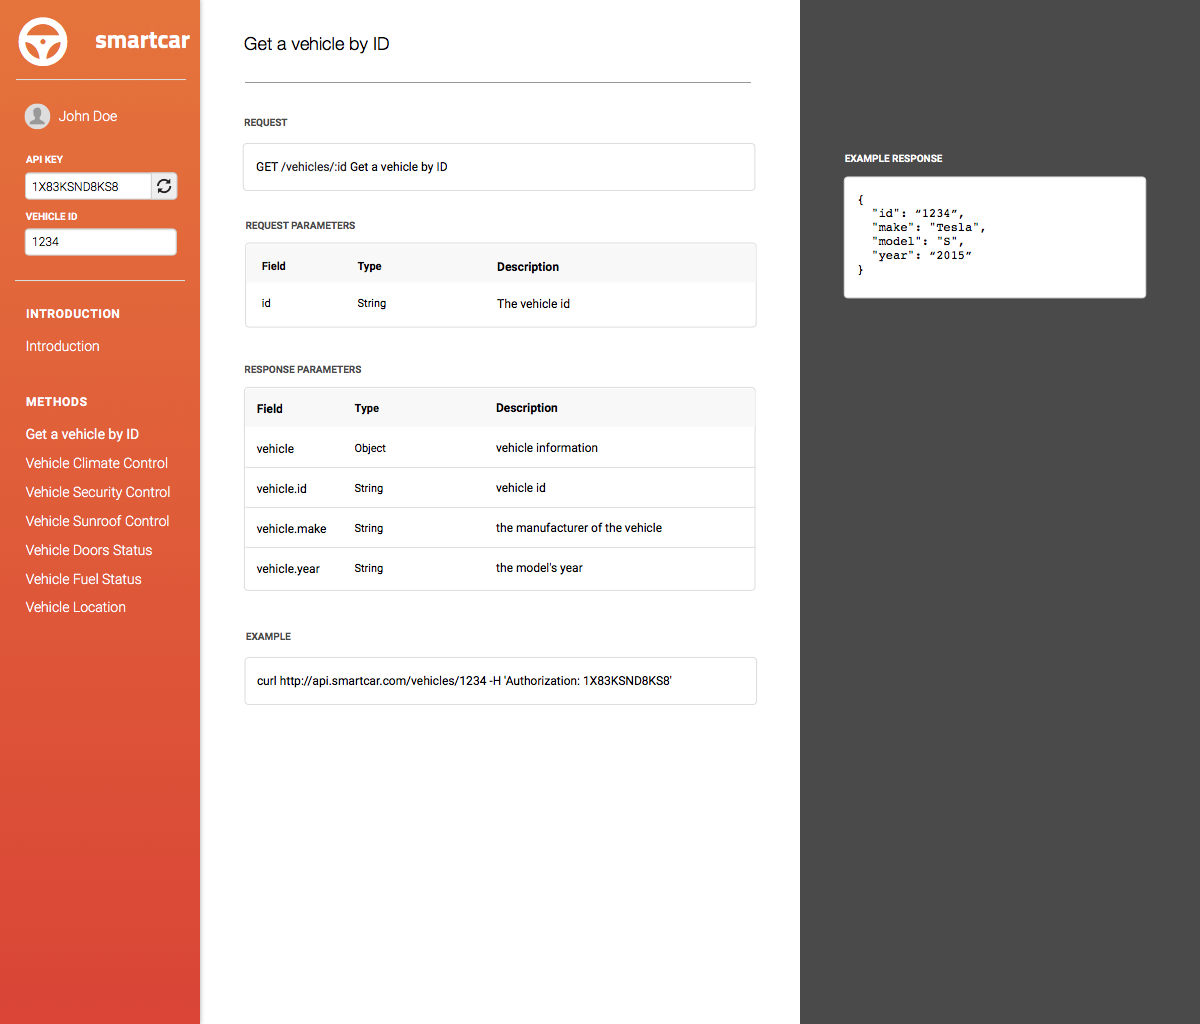 smartcar
John Doe
API KEY
1X83KSND8KS8
VEHICLE ID
1234
INTRODUCTION
Introduction
METHODS
Get a vehicle by ID
Vehicle Climate Control
Vehicle Security Control
Vehicle Sunroof Control
Vehicle Doors Status
Vehicle Fuel Status
Vehicle Location
Get a vehicle by ID
REQUEST
GET /vehicles/:id Get a vehicle by ID
REQUEST PARAMETERS
Field Type Description
id String The vehicle id
RESPONSE PARAMETERS
Field Type Description
vehicle Object vehicle information
vehicle.id String vehicle id
vehicle.make String the manufacturer of the vehicle
vehicle.year String the model's year
EXAMPLE
curl http://api.smartcar.com/vehicles/1234 -H 'Authorization: 1X83KSND8KS8'
EXAMPLE RESPONSE
{
"id": “1234”,
"make": "Tesla",
"model": "S",
"year": “2015”
}